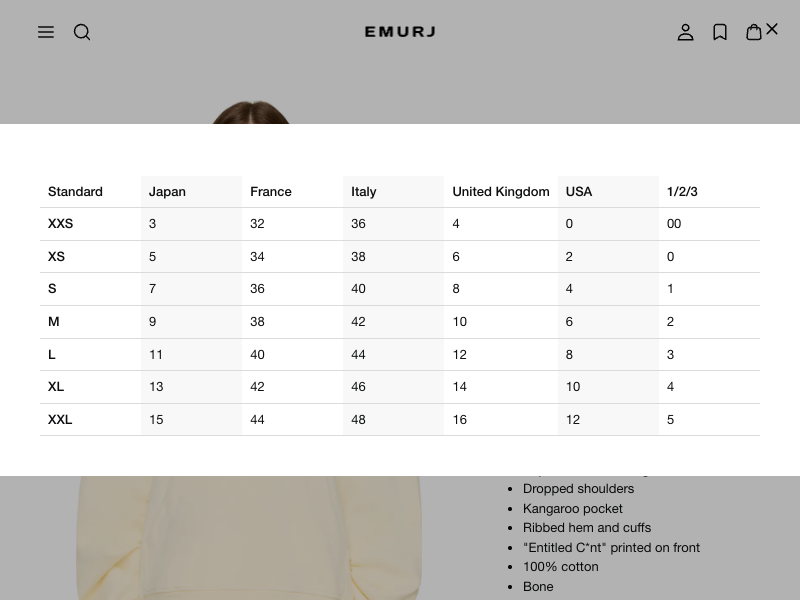 EMURJ
Standard Japan France Italy United Kingdom USA 1/2/3
XXS 3 32 36 4 0 00
XS 5 34 38 6 2 0
S 7 36 40 8 4 1
M 9 38 42 10 6 2
L 11 40 44 12 8 3
XL 13 42 46 14 10 4
XXL 15 44 48 16 12 5
Dropped shoulders
Kangaroo pocket
Ribbed hem and cuffs
"Entitled C*nt" printed on front
100% cotton
Bone